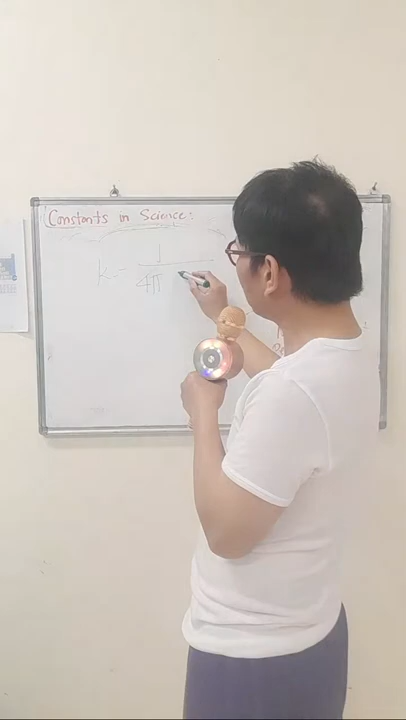 Constants in Science:
1
K =
4π